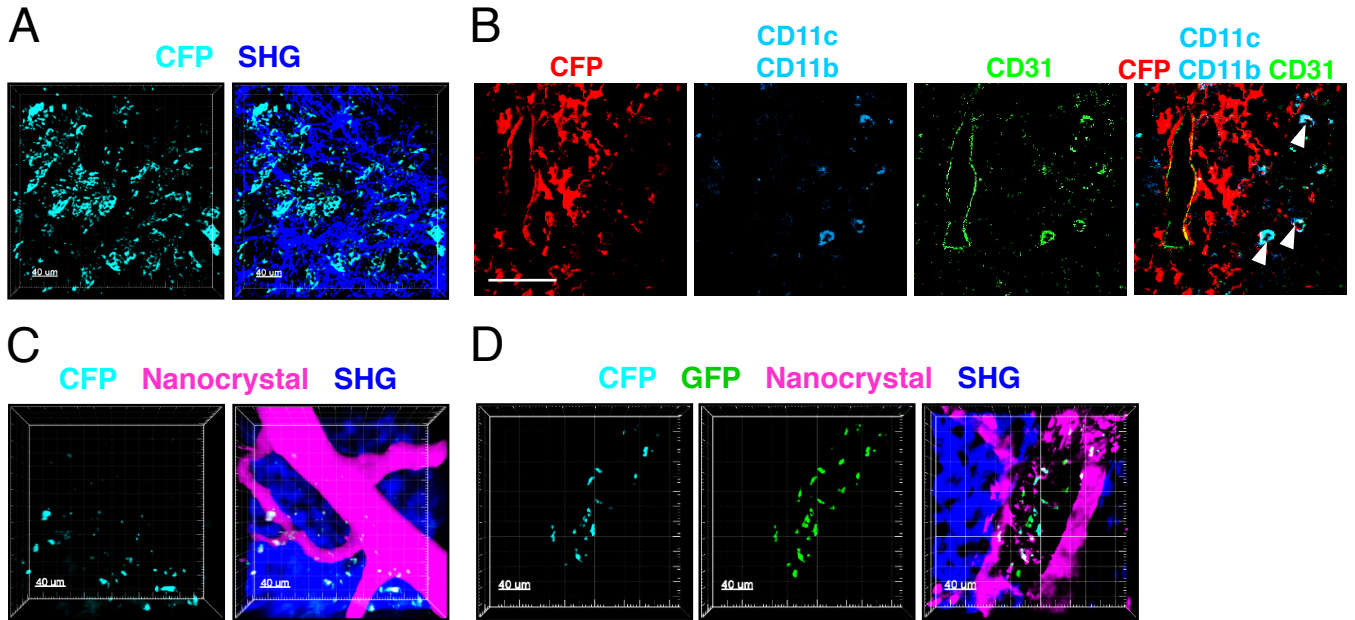 A
CFP SHG
40 um
40 um
B
CFP
CD11c
CD11b
CD31
CD11c
CFP CD11b CD31
C
CFP Nanocrystal SHG
40 um
40 um
D
CFP GFP Nanocrystal SHG
40 um
40 um
40 um